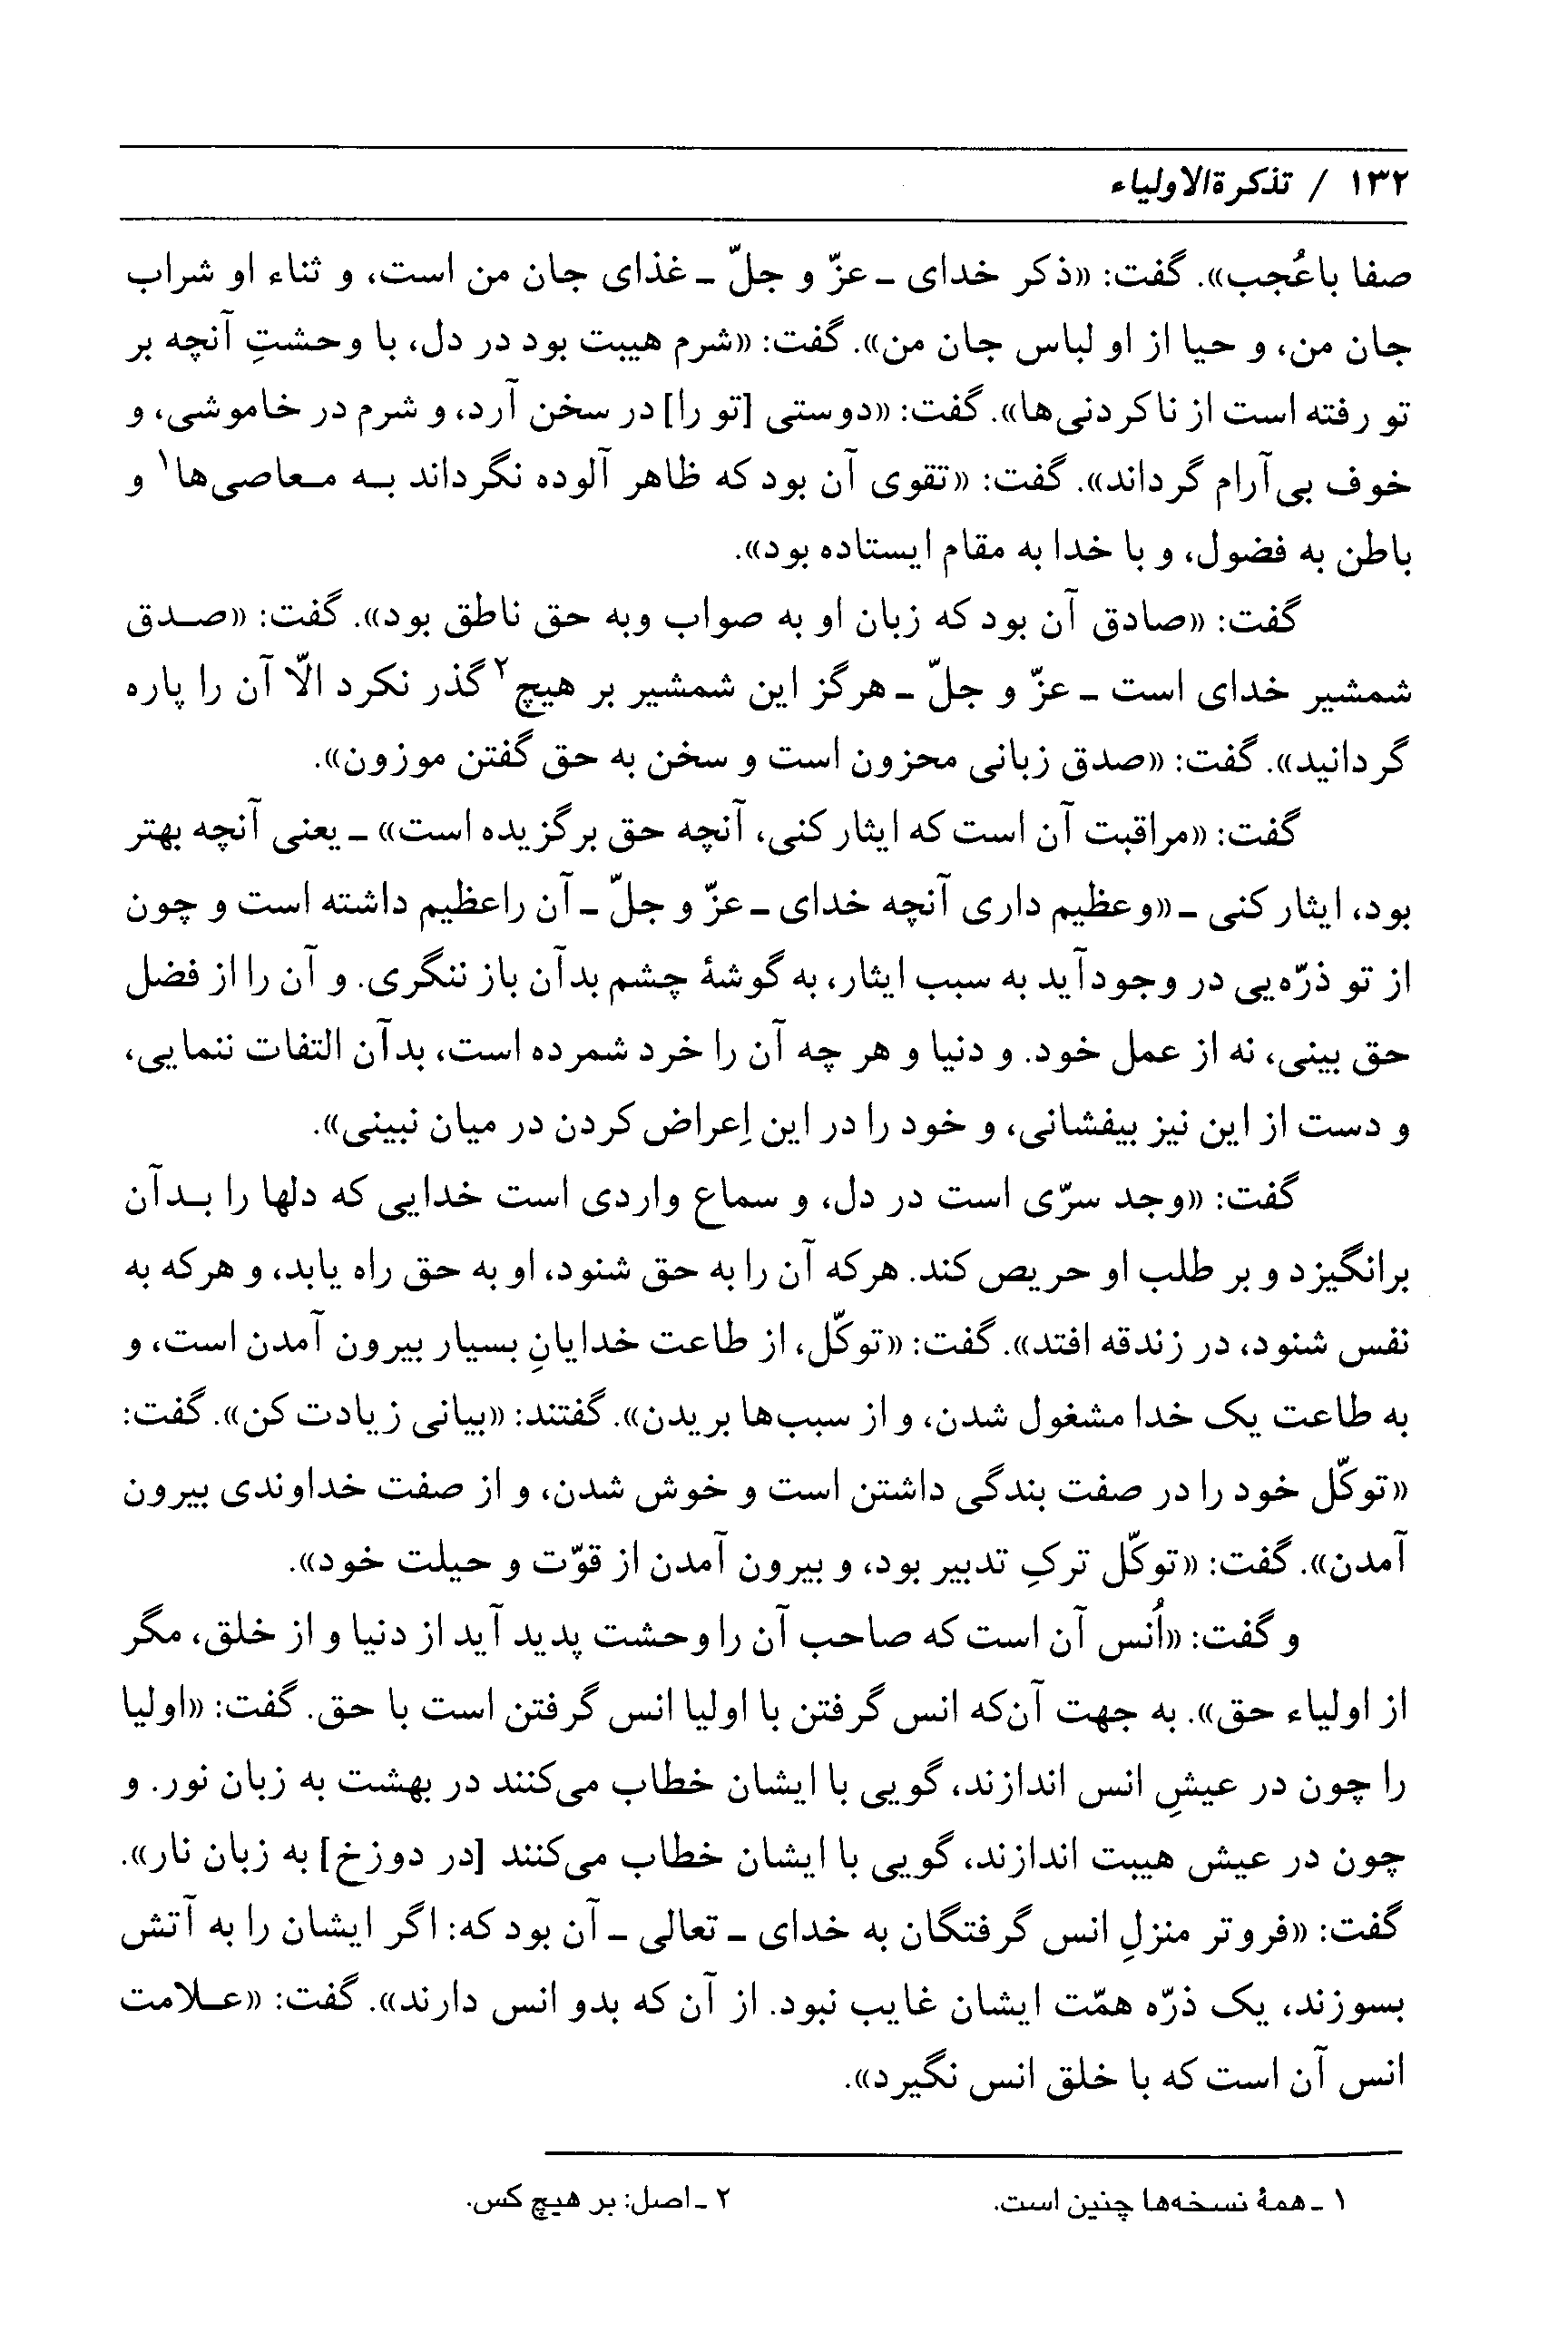 ۱۳۲ / تذکرةالاولیاء
صفا باعُجب». گفت: «ذکر خدای ـ عزّ و جلّ ـ غذای جان من است، و ثناء او شراب
جان من، و حیا از او لباس جان من». گفت: «شرم هیبت بود در دل، با وحشتِ آنچه بر
تو رفته است از ناکردنی‌ها». گفت: «دوستی [تو را] در سخن آرد، و شرم در خاموشی، و
خوف بی‌آرام گرداند». گفت: «تقوی آن بود که ظاهر آلوده نگرداند به معاصی‌ها۱ و
باطن به فضول، و با خدا به مقام ایستاده بود».
گفت: «صادق آن بود که زبان او به صواب وبه حق ناطق بود». گفت: «صدق
شمشیر خدای است ـ عزّ و جلّ ـ هرگز این شمشیر بر هیچ۲ گذر نکرد الّا آن را پاره
گردانید». گفت: «صدق زبانی محزون است و سخن به حق گفتن موزون».
گفت: «مراقبت آن است که ایثار کنی، آنچه حق برگزیده است» ـ یعنی آنچه بهتر
بود، ایثار کنی ـ «وعظیم داری آنچه خدای ـ عزّ و جلّ ـ آن راعظیم داشته است و چون
از تو ذرّه‌یی در وجودآید به سبب ایثار، به گوشهٔ چشم بدآن باز ننگری. و آن را از فضل
حق بینی، نه از عمل خود. و دنیا و هر چه آن را خرد شمرده است، بدآن التفات ننمایی،
و دست از این نیز بیفشانی، و خود را در این اِعراض کردن در میان نبینی».
گفت: «وجد سرّی است در دل، و سماع واردی است خدایی که دلها را بدآن
برانگیزد و بر طلب او حریص کند. هرکه آن را به حق شنود، او به حق راه یابد، و هرکه به
نفس شنود، در زندقه افتد». گفت: «توکّل، از طاعت خدایانِ بسیار بیرون آمدن است، و
به طاعت یک خدا مشغول شدن، و از سبب‌ها بریدن». گفتند: «بیانی زیادت کن». گفت:
«توکّل خود را در صفت بندگی داشتن است و خوش شدن، و از صفت خداوندی بیرون
آمدن». گفت: «توکّل ترکِ تدبیر بود، و بیرون آمدن از قوّت و حیلت خود».
و گفت: «اُنس آن است که صاحب آن را وحشت پدید آید از دنیا و از خلق، مگر
از اولیاء حق». به جهت آن‌که انس گرفتن با اولیا انس گرفتن است با حق. گفت: «اولیا
را چون در عیشِ انس اندازند، گویی با ایشان خطاب می‌کنند در بهشت به زبان نور. و
چون در عیش هیبت اندازند، گویی با ایشان خطاب می‌کنند [در دوزخ] به زبان نار».
گفت: «فروتر منزلِ انس گرفتگان به خدای ـ تعالی ـ آن بود که: اگر ایشان را به آتش
بسوزند، یک ذرّه همّت ایشان غایب نبود. از آن که بدو انس دارند». گفت: «علامت
انس آن است که با خلق انس نگیرد».
۱ ـ همهٔ نسخه‌ها چنین است. ۲ ـ اصل: بر هیچ کس.